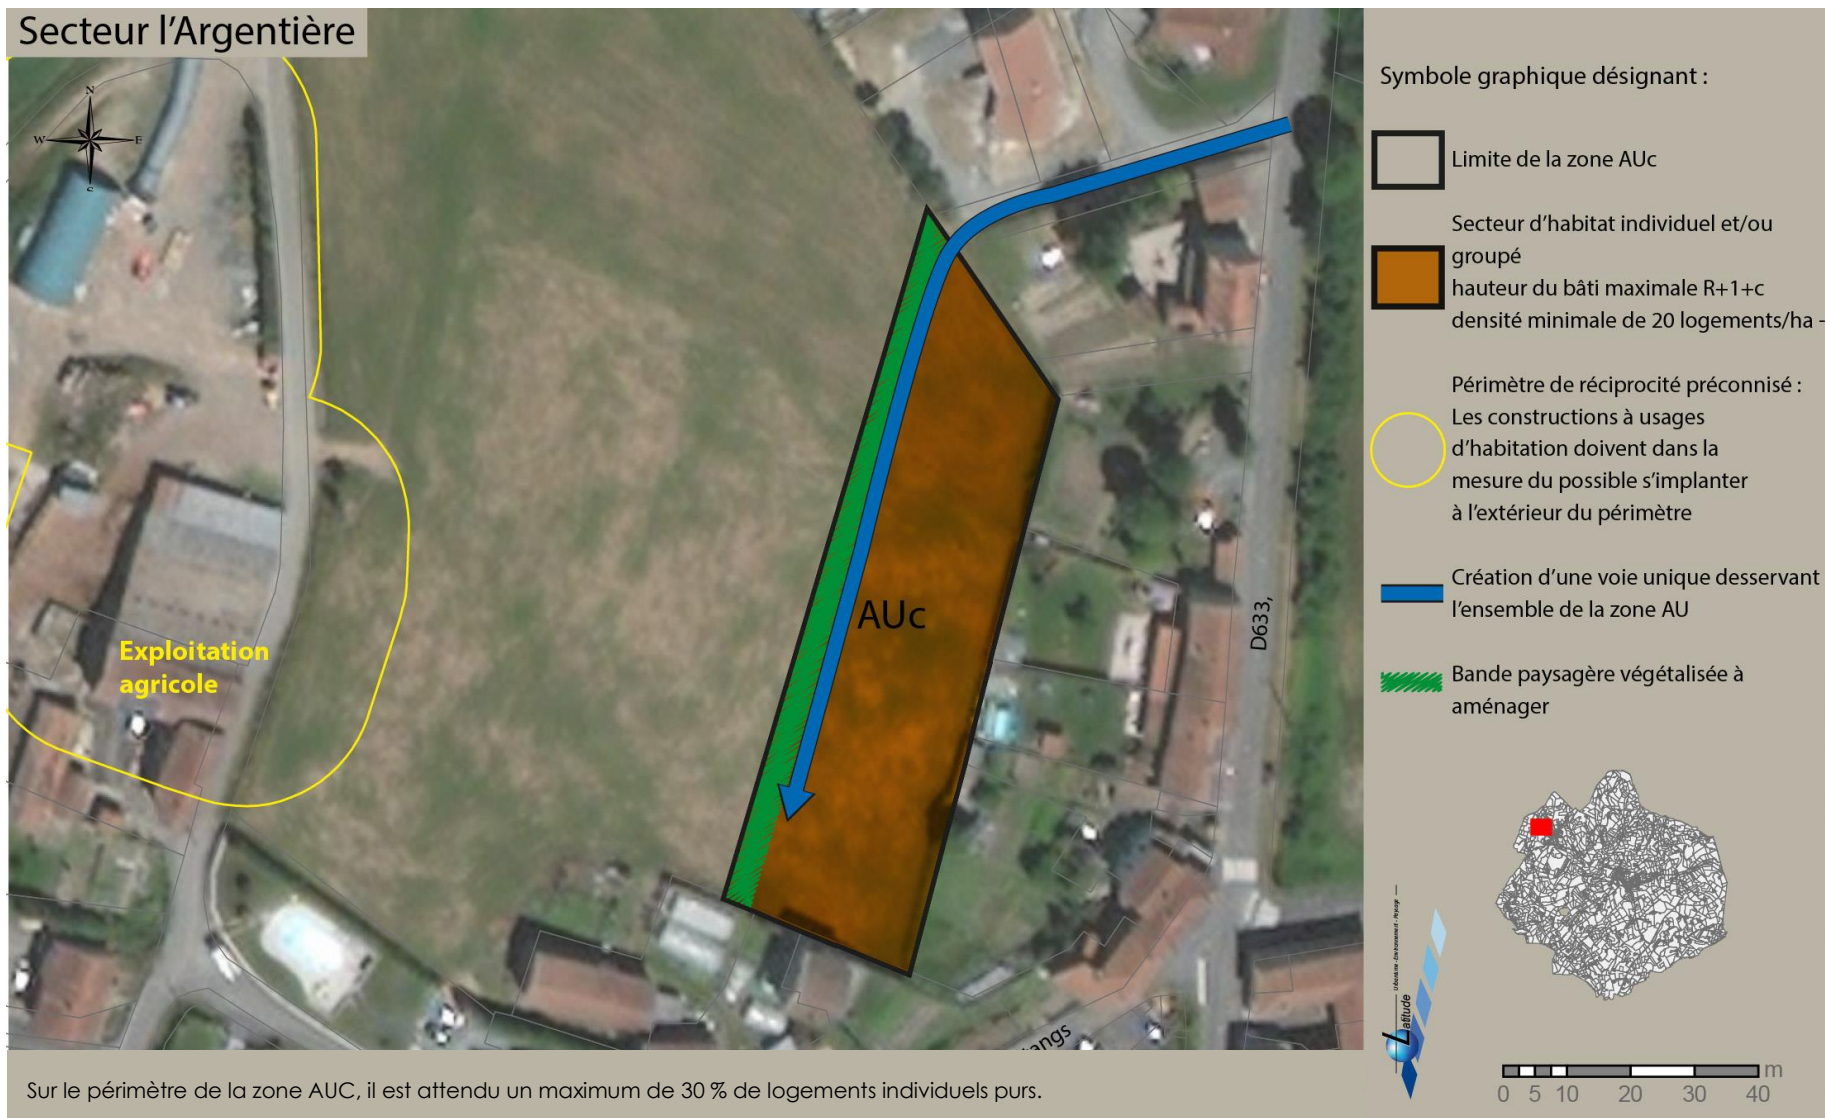 Secteur l'Argentière
N
W
E
S
Exploitation
agricole
AUc
D633,
angs
Symbole graphique désignant :
Limite de la zone AUc
Secteur d'habitat individuel et/ou
groupé
hauteur du bâti maximale R+1+c
densité minimale de 20 logements/ha -
Périmètre de réciprocité préconnisé :
Les constructions à usages
d'habitation doivent dans la
mesure du possible s'implanter
à l'extérieur du périmètre
Création d'une voie unique desservant
l'ensemble de la zone AU
Bande paysagère végétalisée à
aménager
Urbanisme - Environnement - Paysage
Latitude
m
0 5 10 20 30 40
Sur le périmètre de la zone AUC, il est attendu un maximum de 30 % de logements individuels purs.